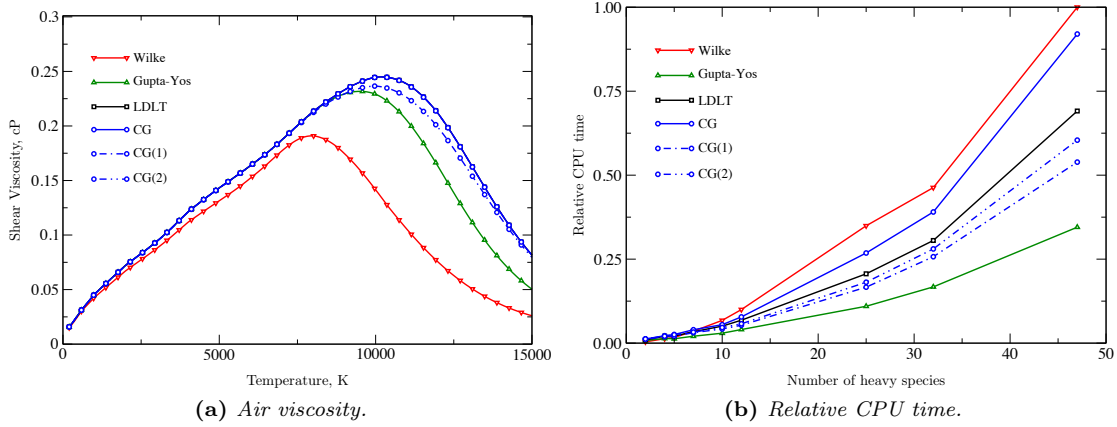 0.3
0.25
0.2
0.15
0.1
0.05
0
0
5000
10000
15000
Shear Viscosity, cP
Temperature, K
Wilke
Gupta-Yos
LDLT
CG
CG(1)
CG(2)
(a) Air viscosity.
1.00
0.75
0.50
0.25
0.00
0
10
20
30
40
50
Relative CPU time
Number of heavy species
Wilke
Gupta-Yos
LDLT
CG
CG(1)
CG(2)
(b) Relative CPU time.